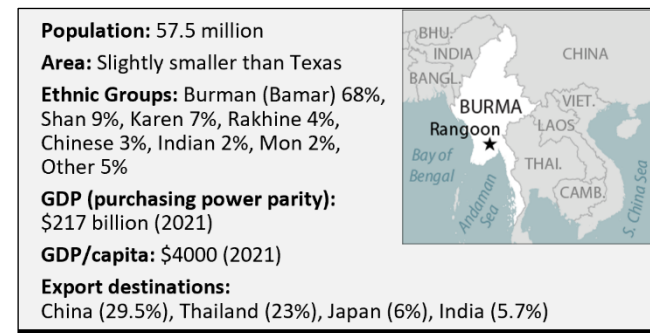 Population: 57.5 million
Area: Slightly smaller than Texas
Ethnic Groups: Burman (Bamar) 68%,
Shan 9%, Karen 7%, Rakhine 4%,
Chinese 3%, Indian 2%, Mon 2%,
Other 5%
GDP (purchasing power parity):
$217 billion (2021)
GDP/capita: $4000 (2021)
Export destinations:
China (29.5%), Thailand (23%), Japan (6%), India (5.7%)
BHU.
INDIA
CHINA
BANGL.
BURMA
VIET.
Rangoon
LAOS
Bay of
Bengal
THAI.
Andaman
Sea
CAMB.
S. China Sea